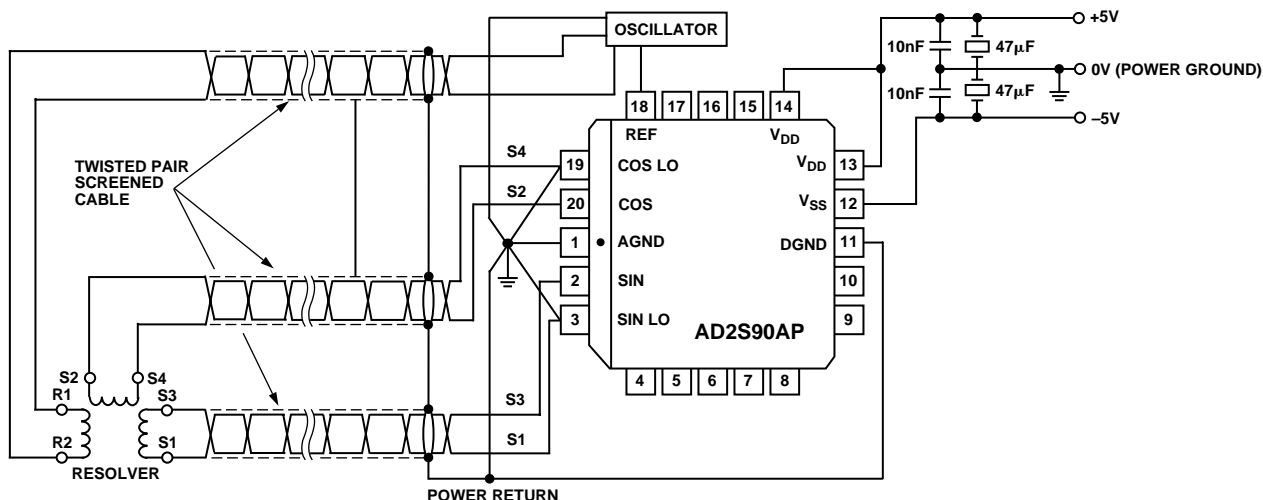 OSCILLATOR
+5V
10nF
47µF
0V (POWER GROUND)
10nF
47µF
–5V
18
17
16
15
14
REF
VDD
TWISTED PAIR
SCREENED
CABLE
S4
19
COS LO
VDD
13
S2
20
COS
VSS
12
1
AGND
DGND
11
2
SIN
10
3
SIN LO
AD2S90AP
9
4
5
6
7
8
S2
S4
R1
S3
S3
R2
S1
S1
RESOLVER
POWER RETURN